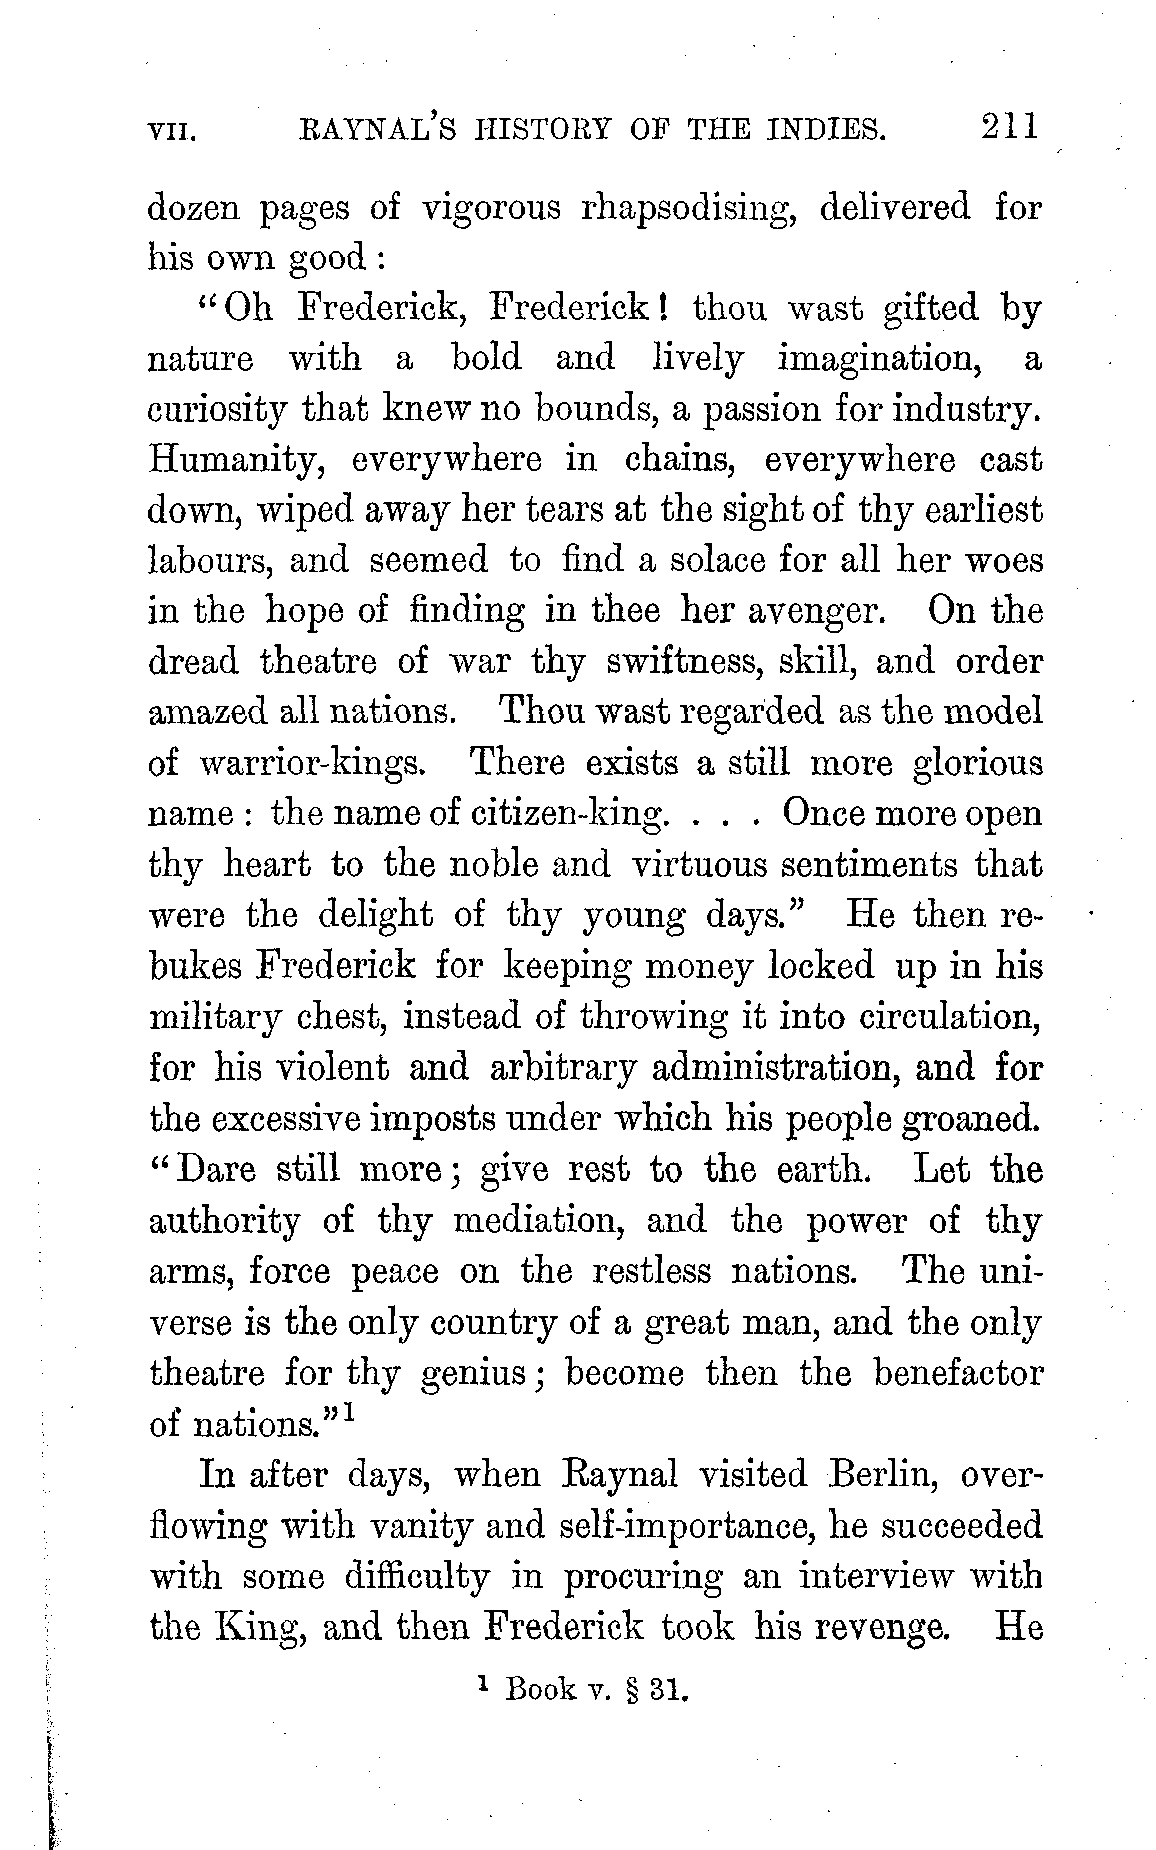 VII. RAYNAL'S HISTORY OF THE INDIES. 211
dozen pages of vigorous rhapsodising, delivered for
his own good :
“Oh Frederick, Frederick! thou wast gifted by
nature with a bold and lively imagination, a
curiosity that knew no bounds, a passion for industry.
Humanity, everywhere in chains, everywhere cast
down, wiped away her tears at the sight of thy earliest
labours, and seemed to find a solace for all her woes
in the hope of finding in thee her avenger. On the
dread theatre of war thy swiftness, skill, and order
amazed all nations. Thou wast regarded as the model
of warrior-kings. There exists a still more glorious
name : the name of citizen-king. . . . Once more open
thy heart to the noble and virtuous sentiments that
were the delight of thy young days.” He then re-
bukes Frederick for keeping money locked up in his
military chest, instead of throwing it into circulation,
for his violent and arbitrary administration, and for
the excessive imposts under which his people groaned.
“Dare still more; give rest to the earth. Let the
authority of thy mediation, and the power of thy
arms, force peace on the restless nations. The uni-
verse is the only country of a great man, and the only
theatre for thy genius; become then the benefactor
of nations.”1
In after days, when Raynal visited Berlin, over-
flowing with vanity and self-importance, he succeeded
with some difficulty in procuring an interview with
the King, and then Frederick took his revenge. He
1 Book v. § 31.